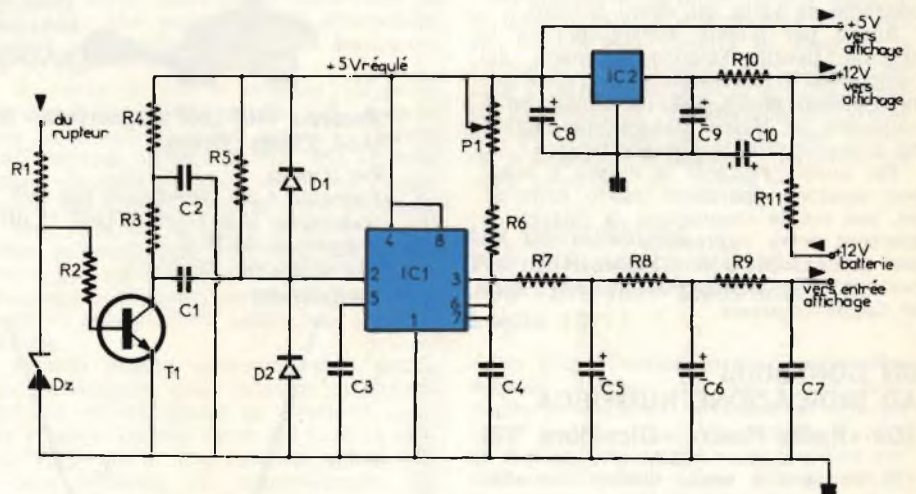 +5V
vers
affichage
+5V régulé
IC2
R10
+12V
vers
affichage
du
rupteur
R4
P1
C8
C9
C10
R1
R5
D1
C2
R11
R3
R6
4
8
R2
12V
batterie
C1
2
IC1
3
R7
R8
R9
5
6
vers entrée
affichage
7
1
T1
D2
C3
C4
C5
C6
C7
Dz